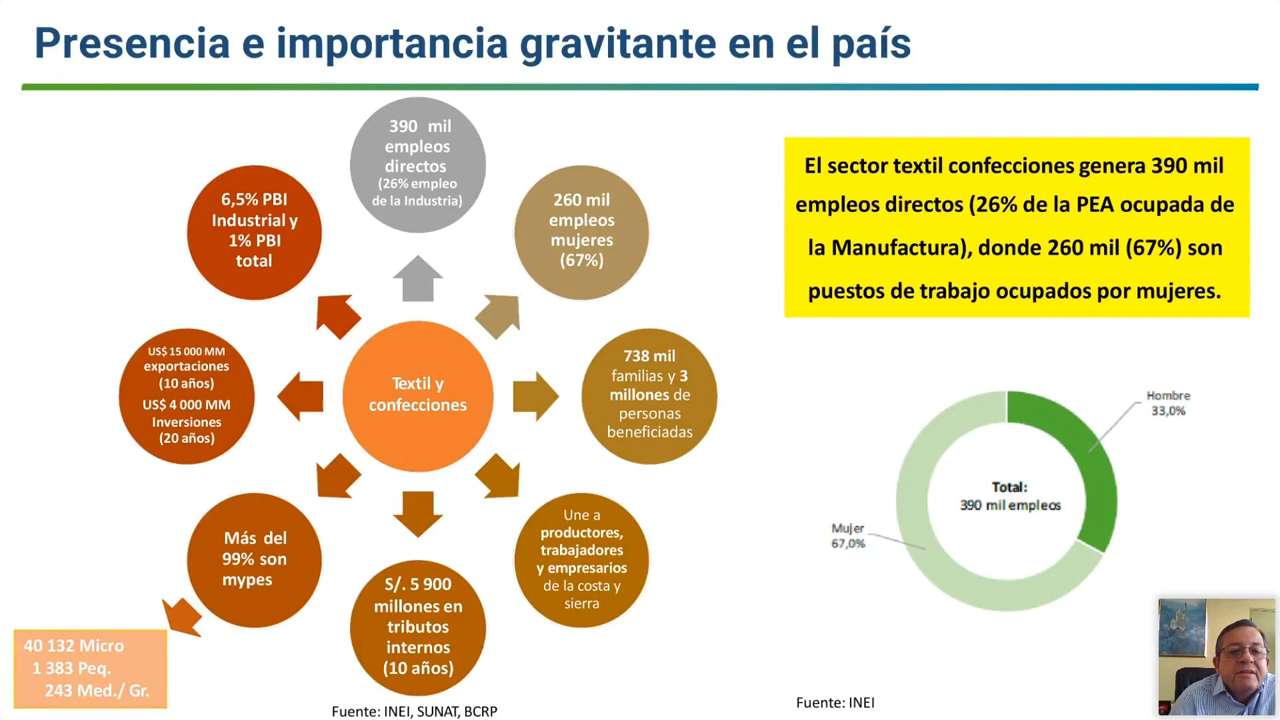 Presencia e importancia gravitante en el país
390 mil
empleos
directos
(26% empleo
de la Industria)
260 mil
empleos
mujeres
(67%)
738 mil
familias y 3
millones de
personas
beneficiadas
Une a
productores,
trabajadores
y empresarios
de la costa y
sierra
S/. 5 900
millones en
tributos
internos
(10 años)
Más del
99% son
mypes
40 132 Micro
1 383 Peq.
243 Med./ Gr.
US$ 15 000 MM
exportaciones
(10 años)
US$ 4 000 MM
Inversiones
(20 años)
6,5% PBI
Industrial y
1% PBI
total
Textil y
confecciones
Fuente: INEI, SUNAT, BCRP
El sector textil confecciones genera 390 mil
empleos directos (26% de la PEA ocupada de
la Manufactura), donde 260 mil (67%) son
puestos de trabajo ocupados por mujeres.
Hombre
33,0%
Total:
390 mil empleos
Mujer
67,0%
Fuente: INEI